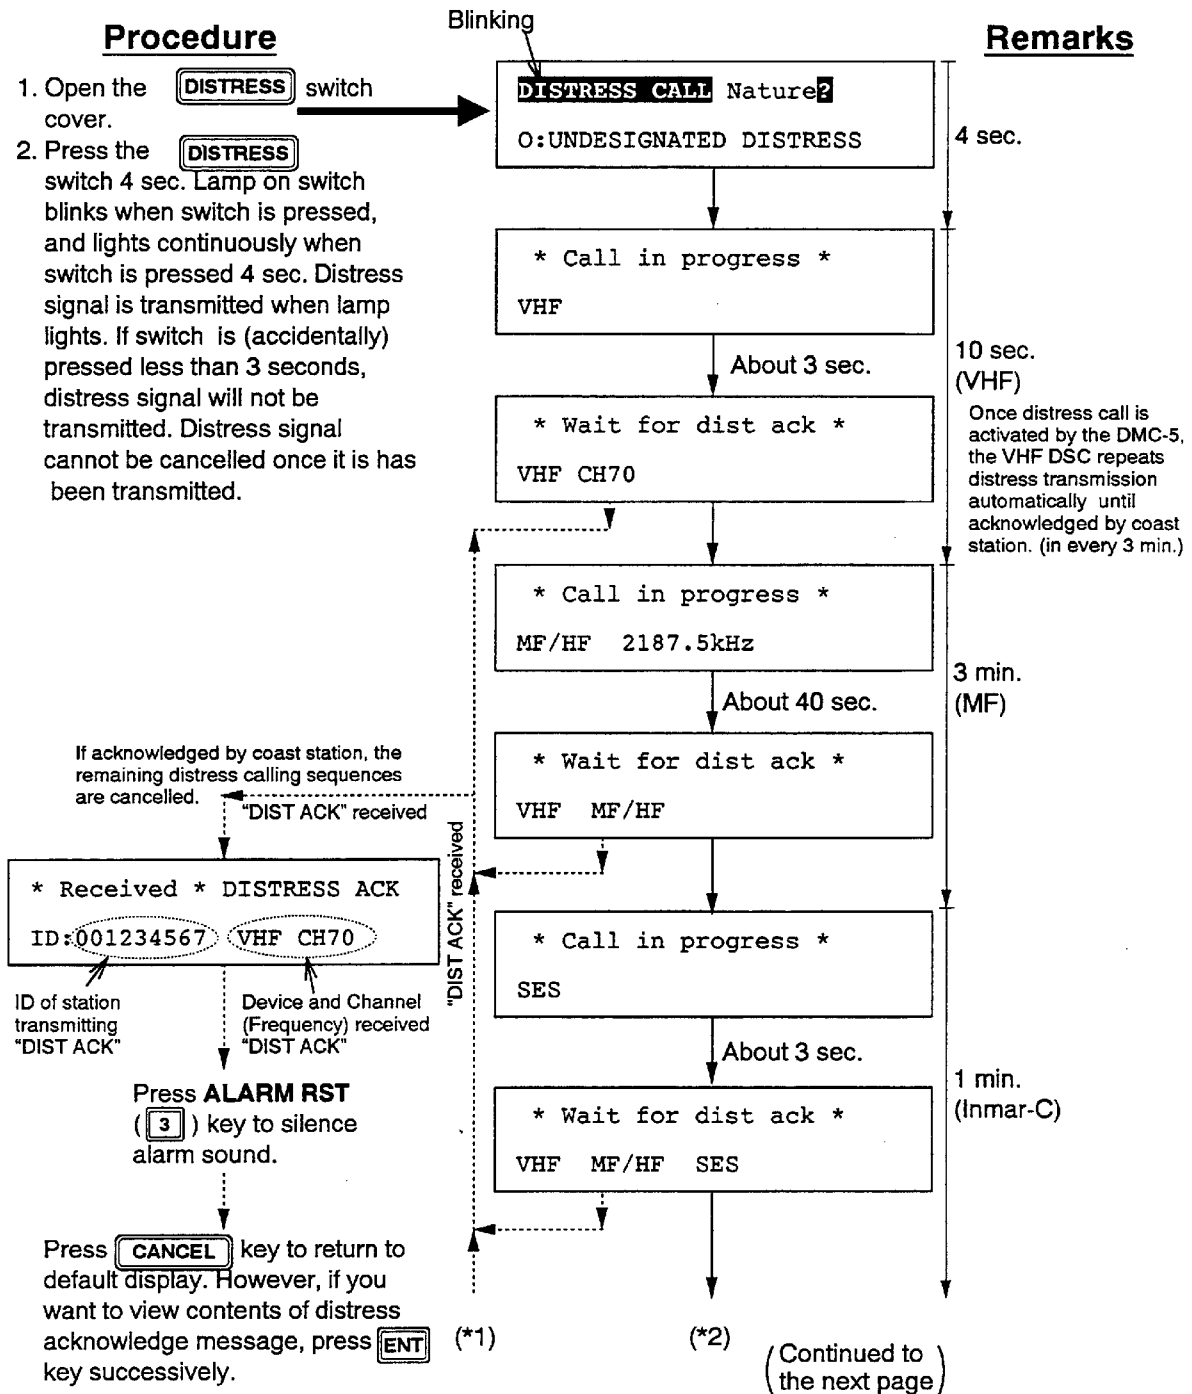 Procedure
Blinking
Remarks
1. Open the DISTRESS switch
cover.
2. Press the DISTRESS
switch 4 sec. Lamp on switch
blinks when switch is pressed,
and lights continuously when
switch is pressed 4 sec. Distress
signal is transmitted when lamp
lights. If switch is (accidentally)
pressed less than 3 seconds,
distress signal will not be
transmitted. Distress signal
cannot be cancelled once it is has
been transmitted.
DISTRESS CALL Nature?
O:UNDESIGNATED DISTRESS
4 sec.
* Call in progress *
VHF
About 3 sec.
10 sec.
(VHF)
Once distress call is
activated by the DMC-5,
the VHF DSC repeats
distress transmission
automatically until
acknowledged by coast
station. (in every 3 min.)
* Wait for dist ack *
VHF CH70
* Call in progress *
MF/HF 2187.5kHz
About 40 sec.
3 min.
(MF)
* Wait for dist ack *
VHF MF/HF
If acknowledged by coast station, the
remaining distress calling sequences
are cancelled.
"DIST ACK" received
"DIST ACK" received
* Received * DISTRESS ACK
ID:001234567 VHF CH70
ID of station
transmitting
"DIST ACK"
Device and Channel
(Frequency) received
"DIST ACK"
* Call in progress *
SES
About 3 sec.
1 min.
(Inmar-C)
* Wait for dist ack *
VHF MF/HF SES
Press ALARM RST
( 3 ) key to silence
alarm sound.
Press CANCEL key to return to
default display. However, if you
want to view contents of distress
acknowledge message, press ENT
key successively.
(*1)
(*2)
(Continued to
the next page)